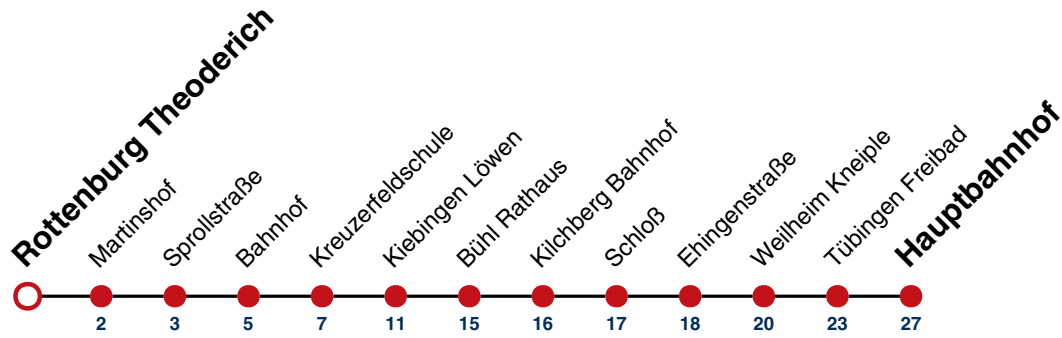 Rottenburg Theoderich
Martinshof
Sprollstraße
Bahnhof
Kreuzerfeldschule
Kiebingen Löwen
Bühl Rathaus
Kilchberg Bahnhof
Schloß
Ehingenstraße
Weilheim Kneiple
Tübingen Freibad
Hauptbahnhof
2 3 5 7 11 15 16 17 18 20 23 27